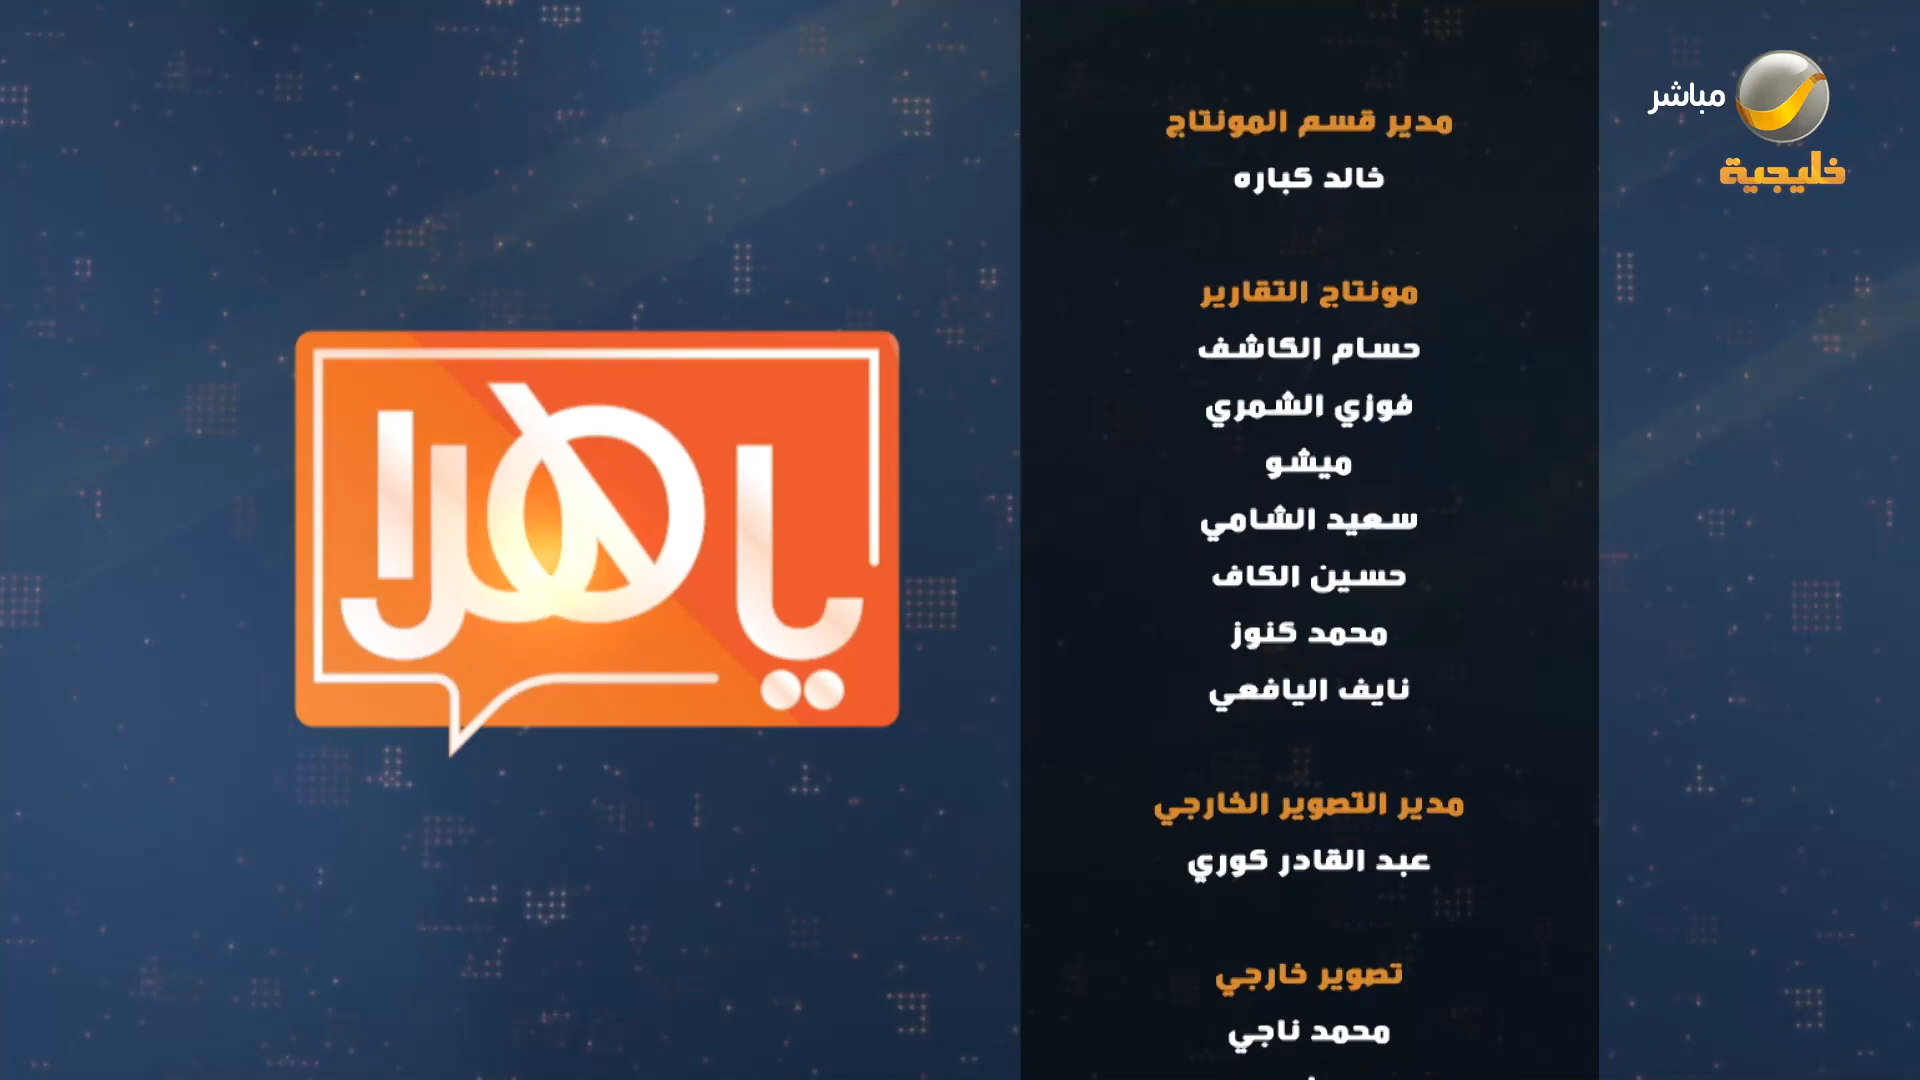 مباشر
خليجية
يا هلا
مدير قسم المونتاج
خالد كباره
مونتاج التقارير
حسام الكاشف
فوزي الشمري
ميشو
سعيد الشامي
حسين الكاف
محمد كنوز
نايف اليافعي
مدير التصوير الخارجي
عبد القادر كوري
تصوير خارجي
محمد ناجي